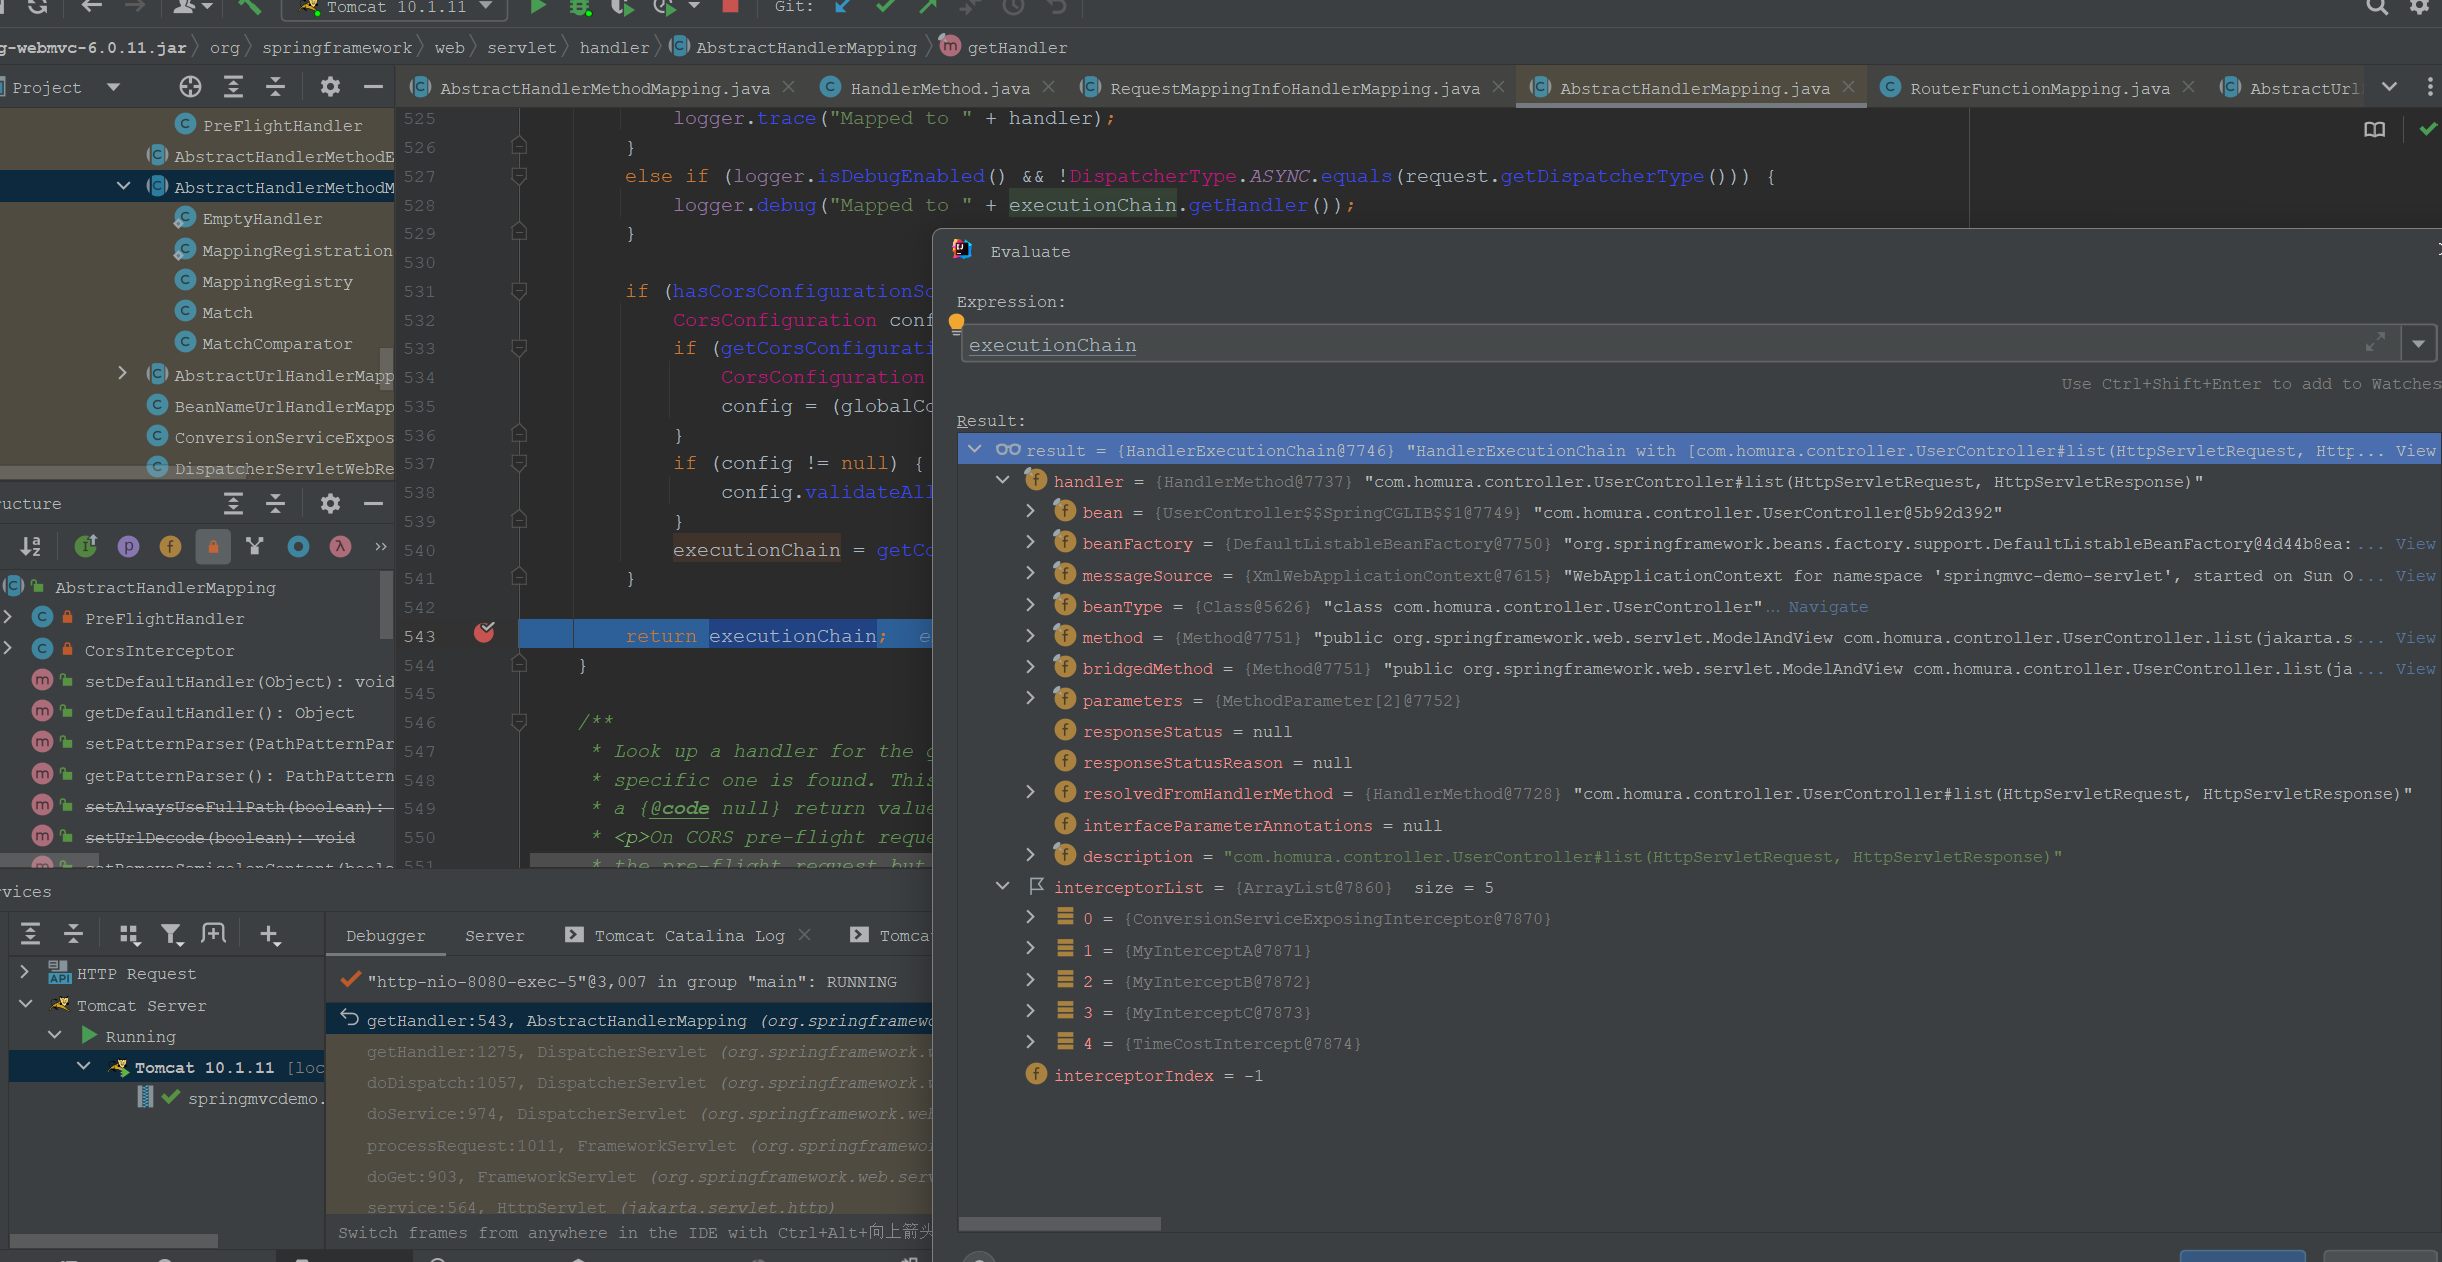 Tomcat 10.1.11
Git:
g-webmvc-6.0.11.jar org springframework web servlet handler AbstractHandlerMapping getHandler
Project
AbstractHandlerMethodMapping.java HandlerMethod.java RequestMappingInfoHandlerMapping.java AbstractHandlerMapping.java RouterFunctionMapping.java AbstractUrl
PreFlightHandler
AbstractHandlerMethodE
AbstractHandlerMethodM
EmptyHandler
MappingRegistration
MappingRegistry
Match
MatchComparator
AbstractUrlHandlerMapp
BeanNameUrlHandlerMapp
ConversionServiceExpos
DispatcherServletWebRe
525 logger.trace("Mapped to " + handler);
526 }
527 else if (logger.isDebugEnabled() && !DispatcherType.ASYNC.equals(request.getDispatcherType())) {
528 logger.debug("Mapped to " + executionChain.getHandler());
529 }
530
531 if (hasCorsConfigurationSo
532 CorsConfiguration conf
533 if (getCorsConfigurati
534 CorsConfiguration
535 config = (globalCo
536 }
537 if (config != null) {
538 config.validateAll
539 }
540 executionChain = getCo
541 }
542
543 return executionChain; e
544 }
545
546 /**
547 * Look up a handler for the g
548 * specific one is found. This
549 * a {@code null} return value
550 * <p>On CORS pre-flight reque
551 * the pre-flight request but
ructure
AbstractHandlerMapping
PreFlightHandler
CorsInterceptor
setDefaultHandler(Object): void
getDefaultHandler(): Object
setPatternParser(PathPatternPar
getPatternParser(): PathPattern
setAlwaysUseFullPath(boolean):
setUrlDecode(boolean): void
setRemoveSemicolonContent(boole
Evaluate
Expression:
executionChain
Use Ctrl+Shift+Enter to add to Watches
Result:
result = {HandlerExecutionChain@7746} "HandlerExecutionChain with [com.homura.controller.UserController#list(HttpServletRequest, Http... View
handler = {HandlerMethod@7737} "com.homura.controller.UserController#list(HttpServletRequest, HttpServletResponse)"
bean = {UserController$$SpringCGLIB$$1@7749} "com.homura.controller.UserController@5b92d392"
beanFactory = {DefaultListableBeanFactory@7750} "org.springframework.beans.factory.support.DefaultListableBeanFactory@4d44b8ea:... View
messageSource = {XmlWebApplicationContext@7615} "WebApplicationContext for namespace 'springmvc-demo-servlet', started on Sun O... View
beanType = {Class@5626} "class com.homura.controller.UserController"... Navigate
method = {Method@7751} "public org.springframework.web.servlet.ModelAndView com.homura.controller.UserController.list(jakarta.s... View
bridgedMethod = {Method@7751} "public org.springframework.web.servlet.ModelAndView com.homura.controller.UserController.list(ja... View
parameters = {MethodParameter[2]@7752}
responseStatus = null
responseStatusReason = null
resolvedFromHandlerMethod = {HandlerMethod@7728} "com.homura.controller.UserController#list(HttpServletRequest, HttpServletResponse)"
interfaceParameterAnnotations = null
description = "com.homura.controller.UserController#list(HttpServletRequest, HttpServletResponse)"
interceptorList = {ArrayList@7860} size = 5
0 = {ConversionServiceExposingInterceptor@7870}
1 = {MyInterceptA@7871}
2 = {MyInterceptB@7872}
3 = {MyInterceptC@7873}
4 = {TimeCostIntercept@7874}
interceptorIndex = -1
rvices
HTTP Request
Tomcat Server
Running
Tomcat 10.1.11 [loc
springmvcdemo.
Debugger Server Tomcat Catalina Log Tomca
"http-nio-8080-exec-5"@3,007 in group "main": RUNNING
getHandler:543, AbstractHandlerMapping (org.springframewo
getHandler:1275, DispatcherServlet (org.springframework.w
doDispatch:1057, DispatcherServlet (org.springframework.w
doService:974, DispatcherServlet (org.springframework.web
processRequest:1011, FrameworkServlet (org.springframewor
doGet:903, FrameworkServlet (org.springframework.web.serv
service:564, HttpServlet (jakarta.servlet.http)
Switch frames from anywhere in the IDE with Ctrl+Alt+向上箭头